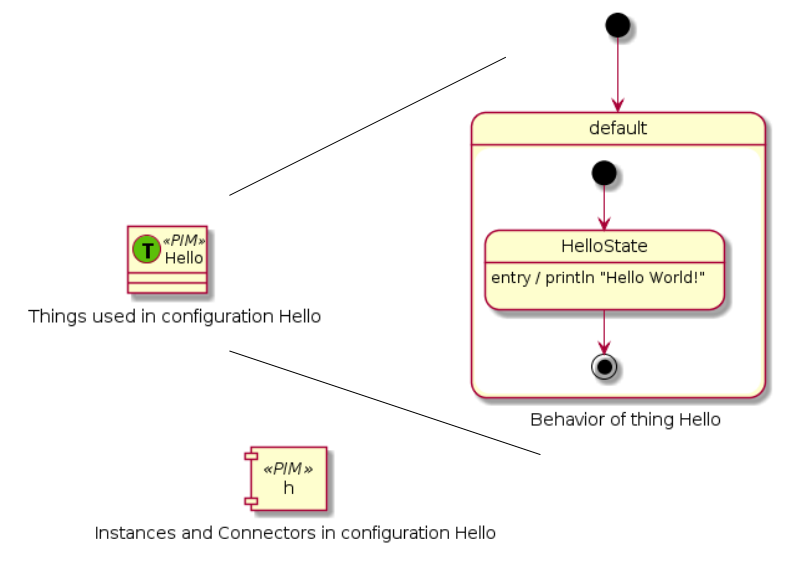 default
HelloState
entry / println "Hello World!"
Behavior of thing Hello
T
«PIM»
Hello
Things used in configuration Hello
«PIM»
h
Instances and Connectors in configuration Hello